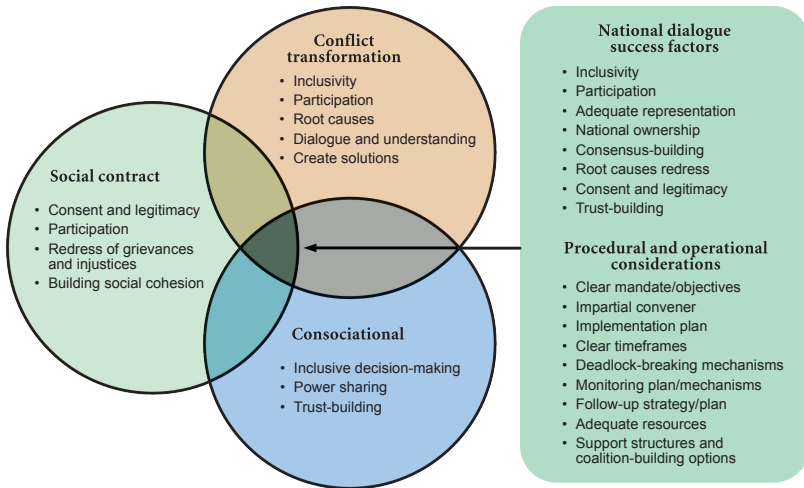 Conflict
transformation
• Inclusivity
• Participation
• Root causes
• Dialogue and understanding
• Create solutions
Social contract
• Consent and legitimacy
• Participation
• Redress of grievances
and injustices
• Building social cohesion
Consociational
• Inclusive decision-making
• Power sharing
• Trust-building
National dialogue
success factors
• Inclusivity
• Participation
• Adequate representation
• National ownership
• Consensus-building
• Root causes redress
• Consent and legitimacy
• Trust-building
Procedural and operational
considerations
• Clear mandate/objectives
• Impartial convener
• Implementation plan
• Clear timeframes
• Deadlock-breaking mechanisms
• Monitoring plan/mechanisms
• Follow-up strategy/plan
• Adequate resources
• Support structures and
coalition-building options